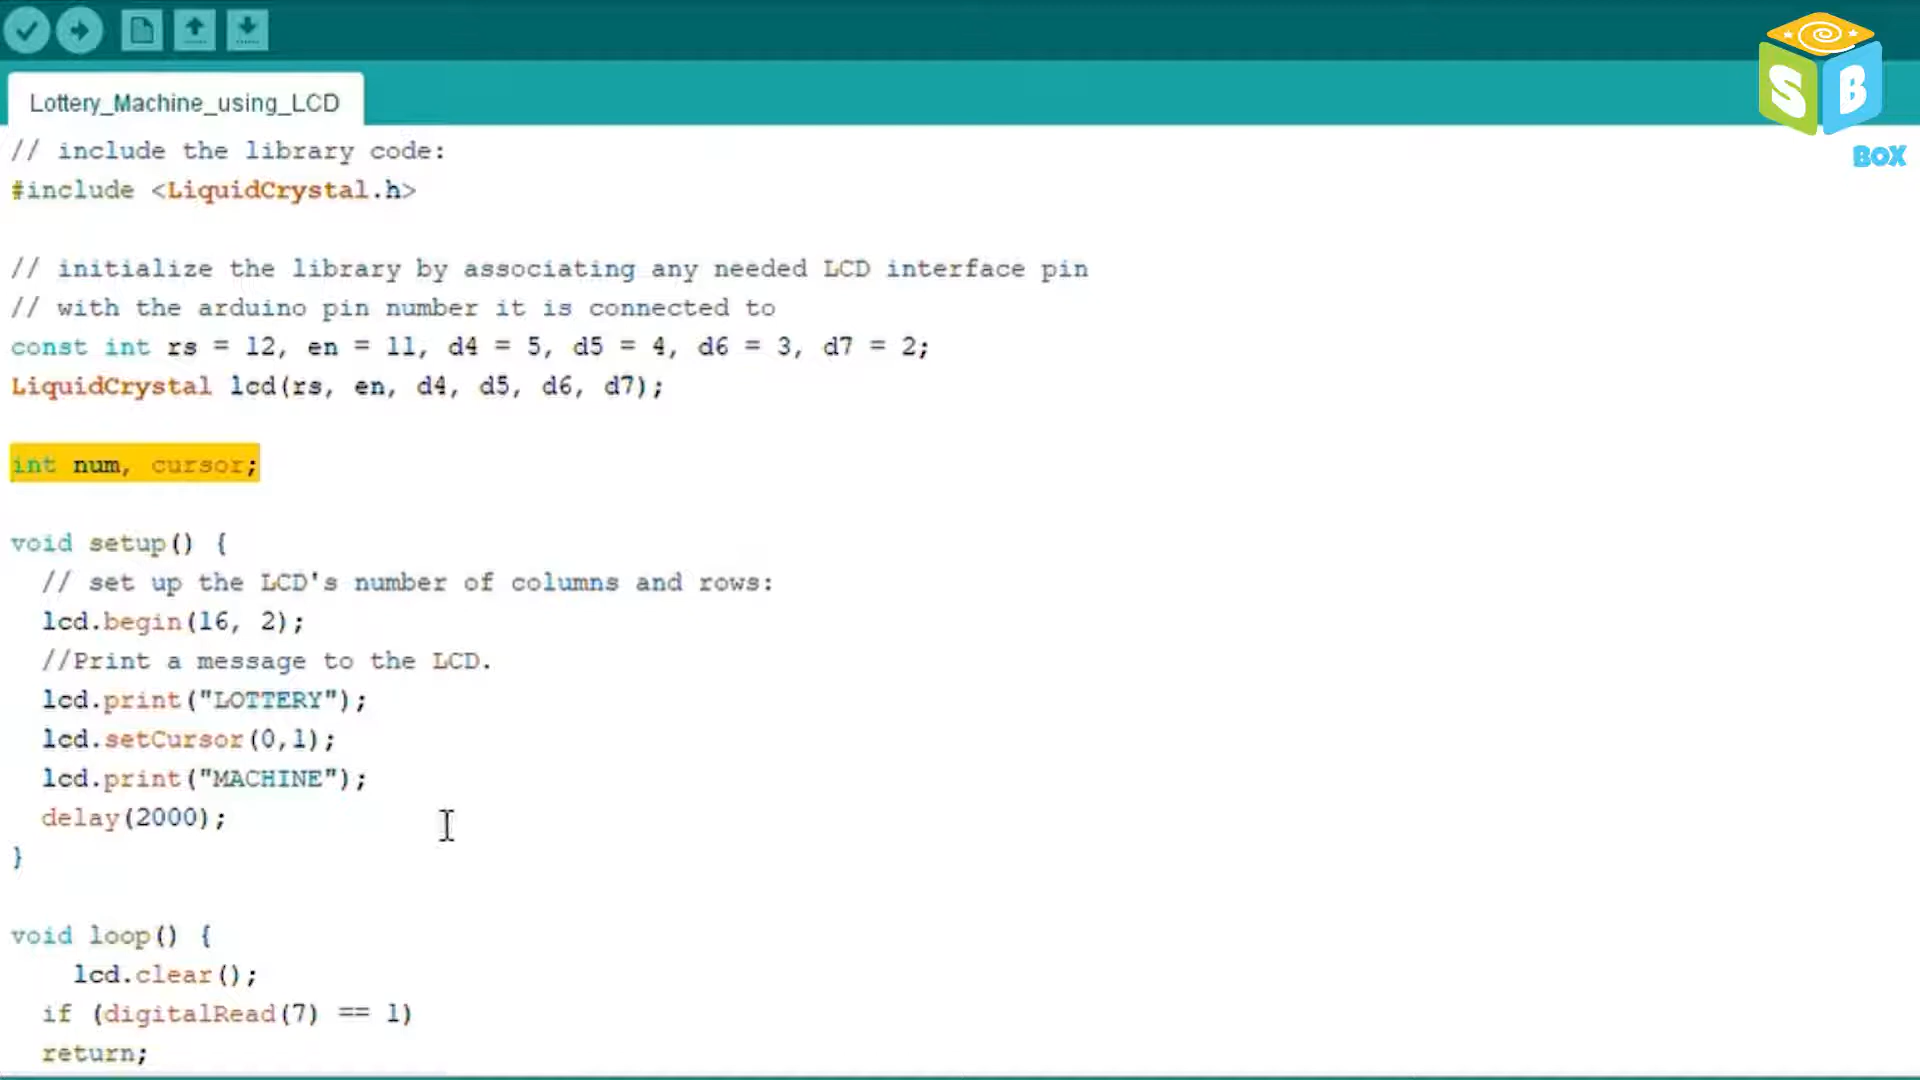 S B
BOX
Lottery_Machine_using_LCD
// include the library code:
#include <LiquidCrystal.h>
// initialize the library by associating any needed LCD interface pin
// with the arduino pin number it is connected to
const int rs = 12, en = 11, d4 = 5, d5 = 4, d6 = 3, d7 = 2;
LiquidCrystal lcd(rs, en, d4, d5, d6, d7);
int num, cursor;
void setup() {
  // set up the LCD's number of columns and rows:
  lcd.begin(16, 2);
  //Print a message to the LCD.
  lcd.print("LOTTERY");
  lcd.setCursor(0,1);
  lcd.print("MACHINE");
  delay(2000);
}
void loop() {
    lcd.clear();
  if (digitalRead(7) == 1)
  return;